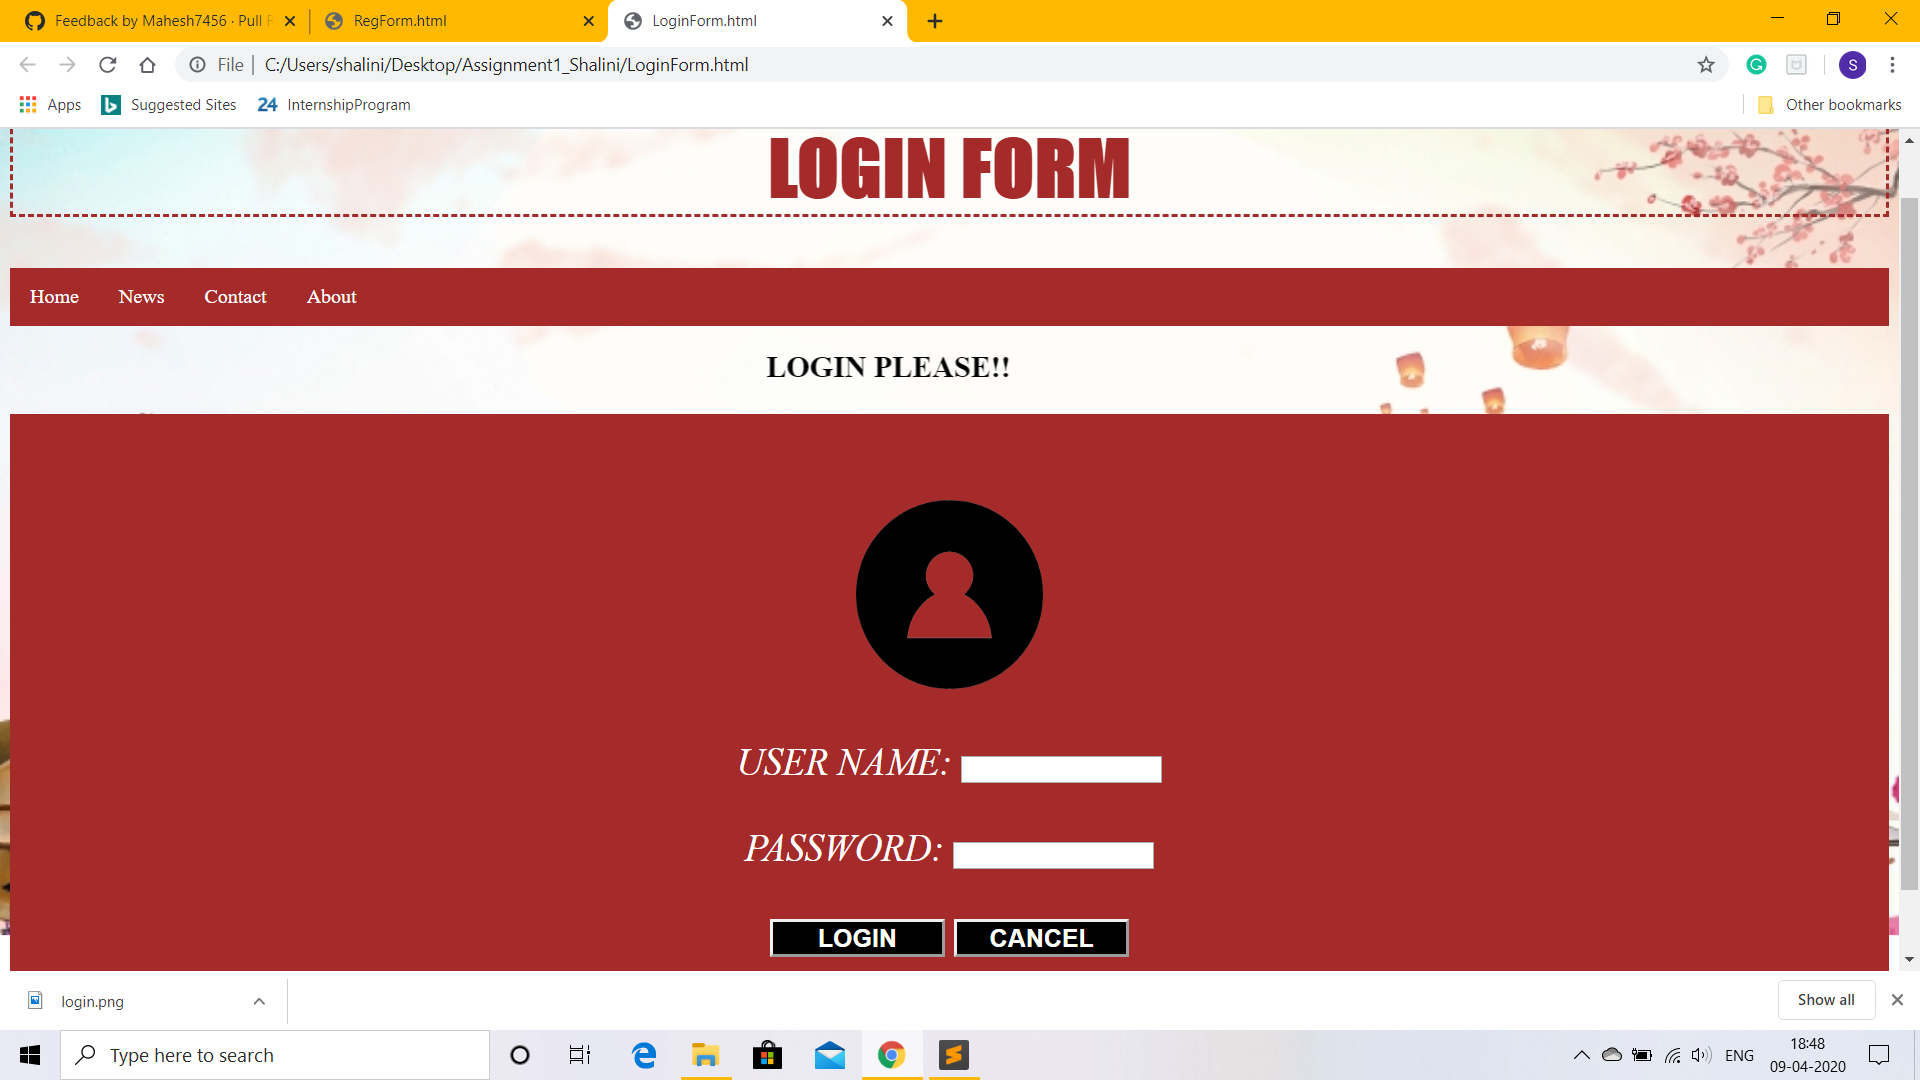 Feedback by Mahesh7456 · Pull R
RegForm.html
LoginForm.html
File | C:/Users/shalini/Desktop/Assignment1_Shalini/LoginForm.html
S
Apps
Suggested Sites
24 InternshipProgram
Other bookmarks
LOGIN FORM
Home News Contact About
LOGIN PLEASE!!
USER NAME:
PASSWORD:
LOGIN CANCEL
login.png
Show all
Type here to search
ENG
18:48
09-04-2020